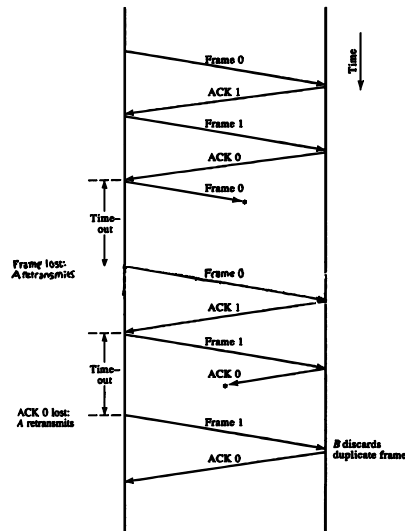 Frame 0
Time
ACK 1
Frame 1
ACK 0
Frame 0
*
Time–
out
Frame lost:
A retransmits
Frame 0
ACK 1
Frame 1
Time–
out
ACK 0
*
ACK 0 lost:
A retransmits
Frame 1
B discards
duplicate frame
ACK 0